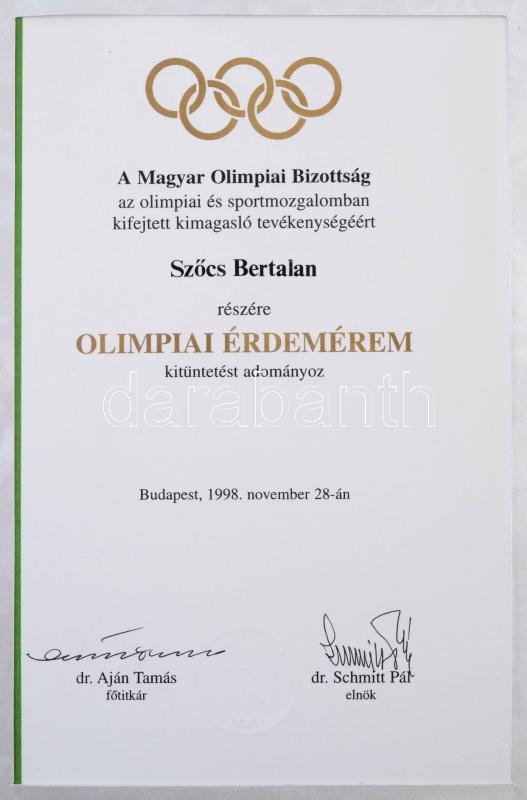 A Magyar Olimpiai Bizottság
az olimpiai és sportmozgalomban
kifejtett kimagasló tevékenységéért
Szőcs Bertalan
részére
OLIMPIAI ÉRDEMÉREM
kitüntetést adományoz
darabanth
Budapest, 1998. november 28-án
dr. Aján Tamás
főtitkár
dr. Schmitt Pál
elnök